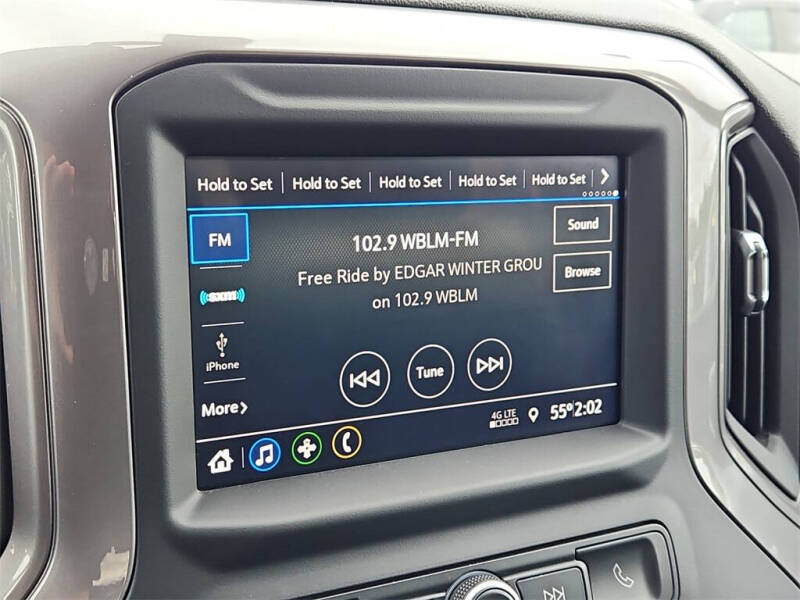 Hold to Set Hold to Set Hold to Set Hold to Set Hold to Set
FM
102.9 WBLM-FM
Sound
Free Ride by EDGAR WINTER GROU
Browse
SXM
on 102.9 WBLM
iPhone
Tune
More
4G LTE
55° 2:02